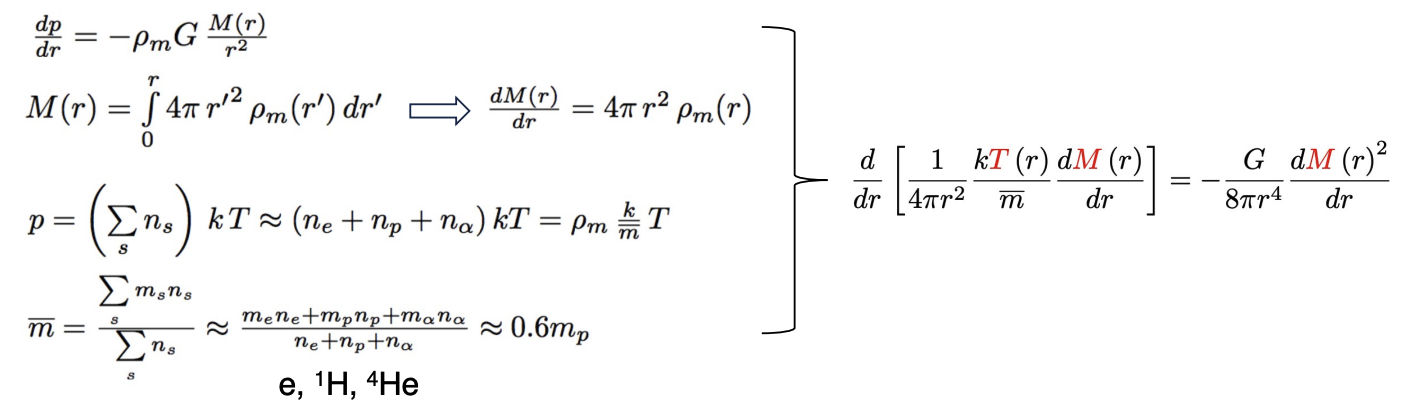 \frac{dp}{dr} = -\rho_m G \frac{M(r)}{r^2}
M(r) = \int_0^r 4\pi r'^2 \rho_m(r') dr' ⇨ \frac{dM(r)}{dr} = 4\pi r^2 \rho_m(r)
p = \left( \sum_s n_s \right) kT \approx (n_e + n_p + n_\alpha) kT = \rho_m \frac{k}{\overline{m}} T
\overline{m} = \frac{\sum_s m_s n_s}{\sum_s n_s} \approx \frac{m_e n_e + m_p n_p + m_\alpha n_\alpha}{n_e + n_p + n_\alpha} \approx 0.6 m_p
e, ¹H, ⁴He
\frac{d}{dr} \left[ \frac{1}{4\pi r^2} \frac{kT(r)}{\overline{m}} \frac{dM(r)}{dr} \right] = -\frac{G}{8\pi r^4} \frac{dM(r)^2}{dr}